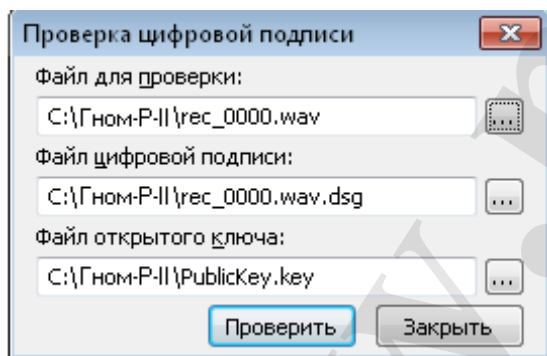 Проверка цифровой подписи
Файл для проверки:
C:\Гном-Р-II\rec_0000.wav
...
Файл цифровой подписи:
C:\Гном-Р-II\rec_0000.wav.dsg
...
Файл открытого ключа:
C:\Гном-Р-II\PublicKey.key
...
Проверить Закрыть